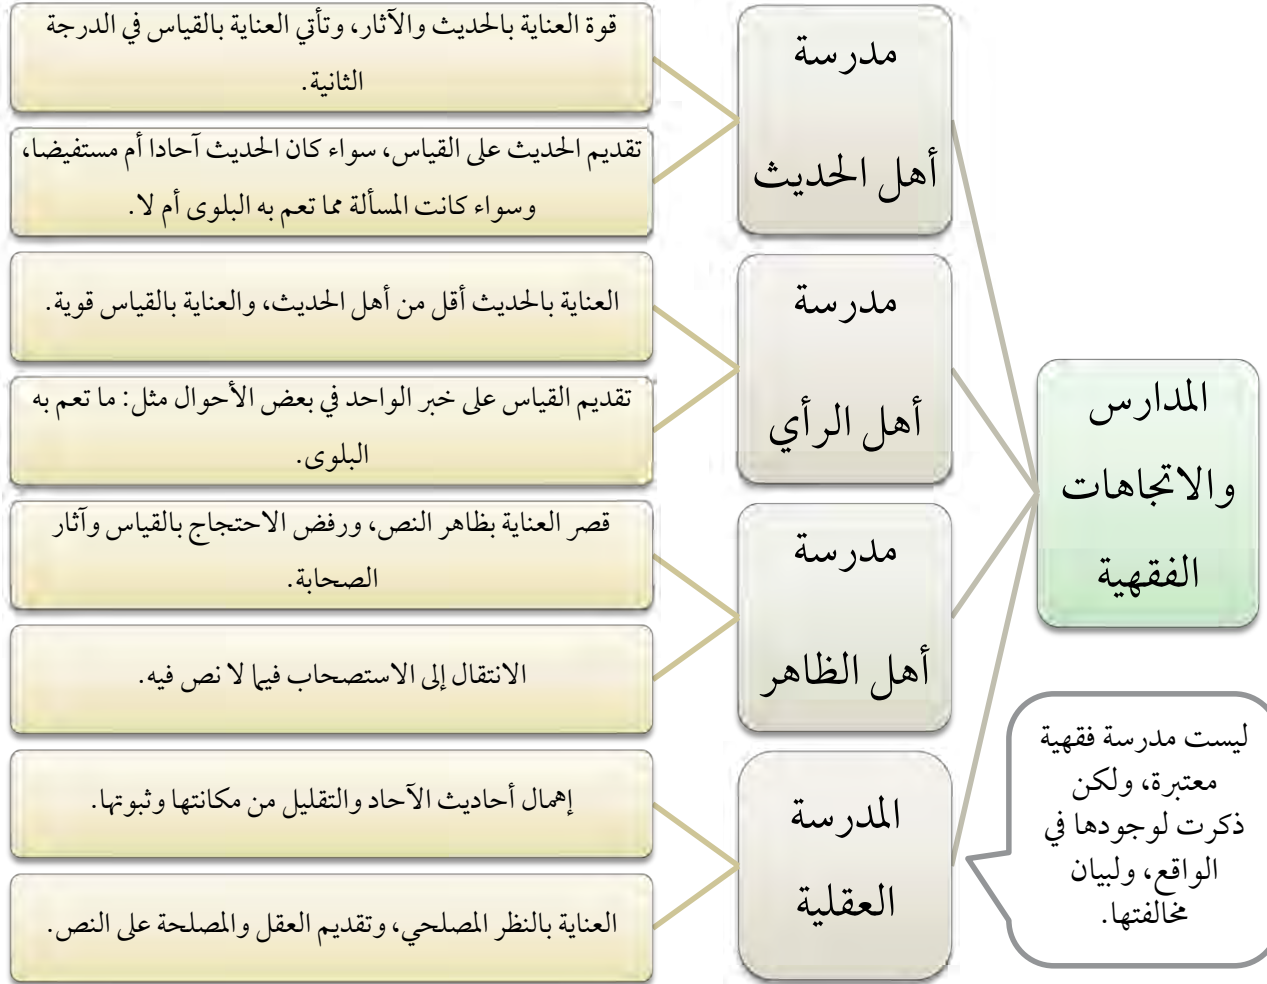 المدارس
والاتجاهات
الفقهية
مدرسة
أهل الحديث
قوة العناية بالحديث والآثار، وتأتي العناية بالقياس في الدرجة
الثانية.
تقديم الحديث على القياس، سواء كان الحديث آحادا أم مستفيضا،
وسواء كانت المسألة مما تعم به البلوى أم لا.
مدرسة
أهل الرأي
العناية بالحديث أقل من أهل الحديث، والعناية بالقياس قوية.
تقديم القياس على خبر الواحد في بعض الأحوال مثل: ما تعم به
البلوى.
مدرسة
أهل الظاهر
قصر العناية بظاهر النص، ورفض الاحتجاج بالقياس وآثار
الصحابة.
الانتقال إلى الاستصحاب فيما لا نص فيه.
المدرسة
العقلية
إهمال أحاديث الآحاد والتقليل من مكانتها وثبوتها.
العناية بالنظر المصلحي، وتقديم العقل والمصلحة على النص.
ليست مدرسة فقهية
معتبرة، ولكن
ذكرت لوجودها في
الواقع، ولبيان
مخالفتها.